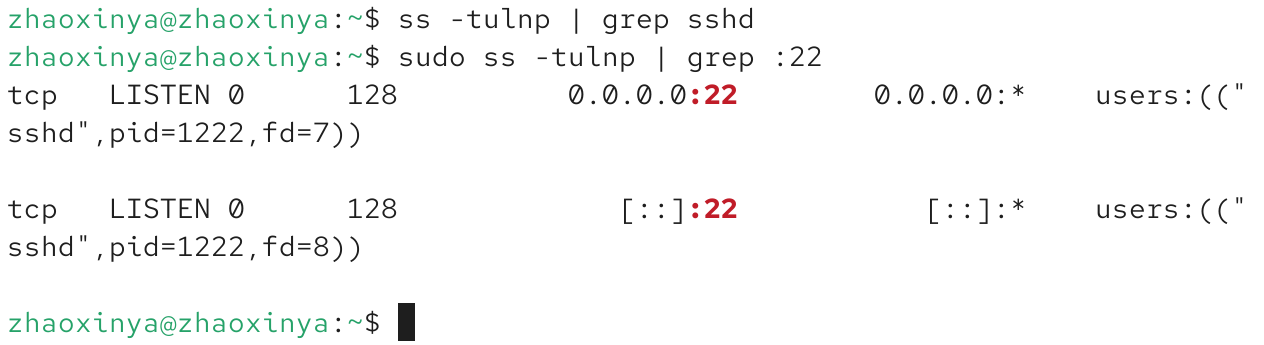 zhaoxinya@zhaoxinya:~$ ss -tulnp | grep sshd
zhaoxinya@zhaoxinya:~$ sudo ss -tulnp | grep :22
tcp   LISTEN 0      128          0.0.0.0:22        0.0.0.0:*    users:(("
sshd",pid=1222,fd=7))

tcp   LISTEN 0      128             [::]:22           [::]:*    users:(("
sshd",pid=1222,fd=8))

zhaoxinya@zhaoxinya:~$